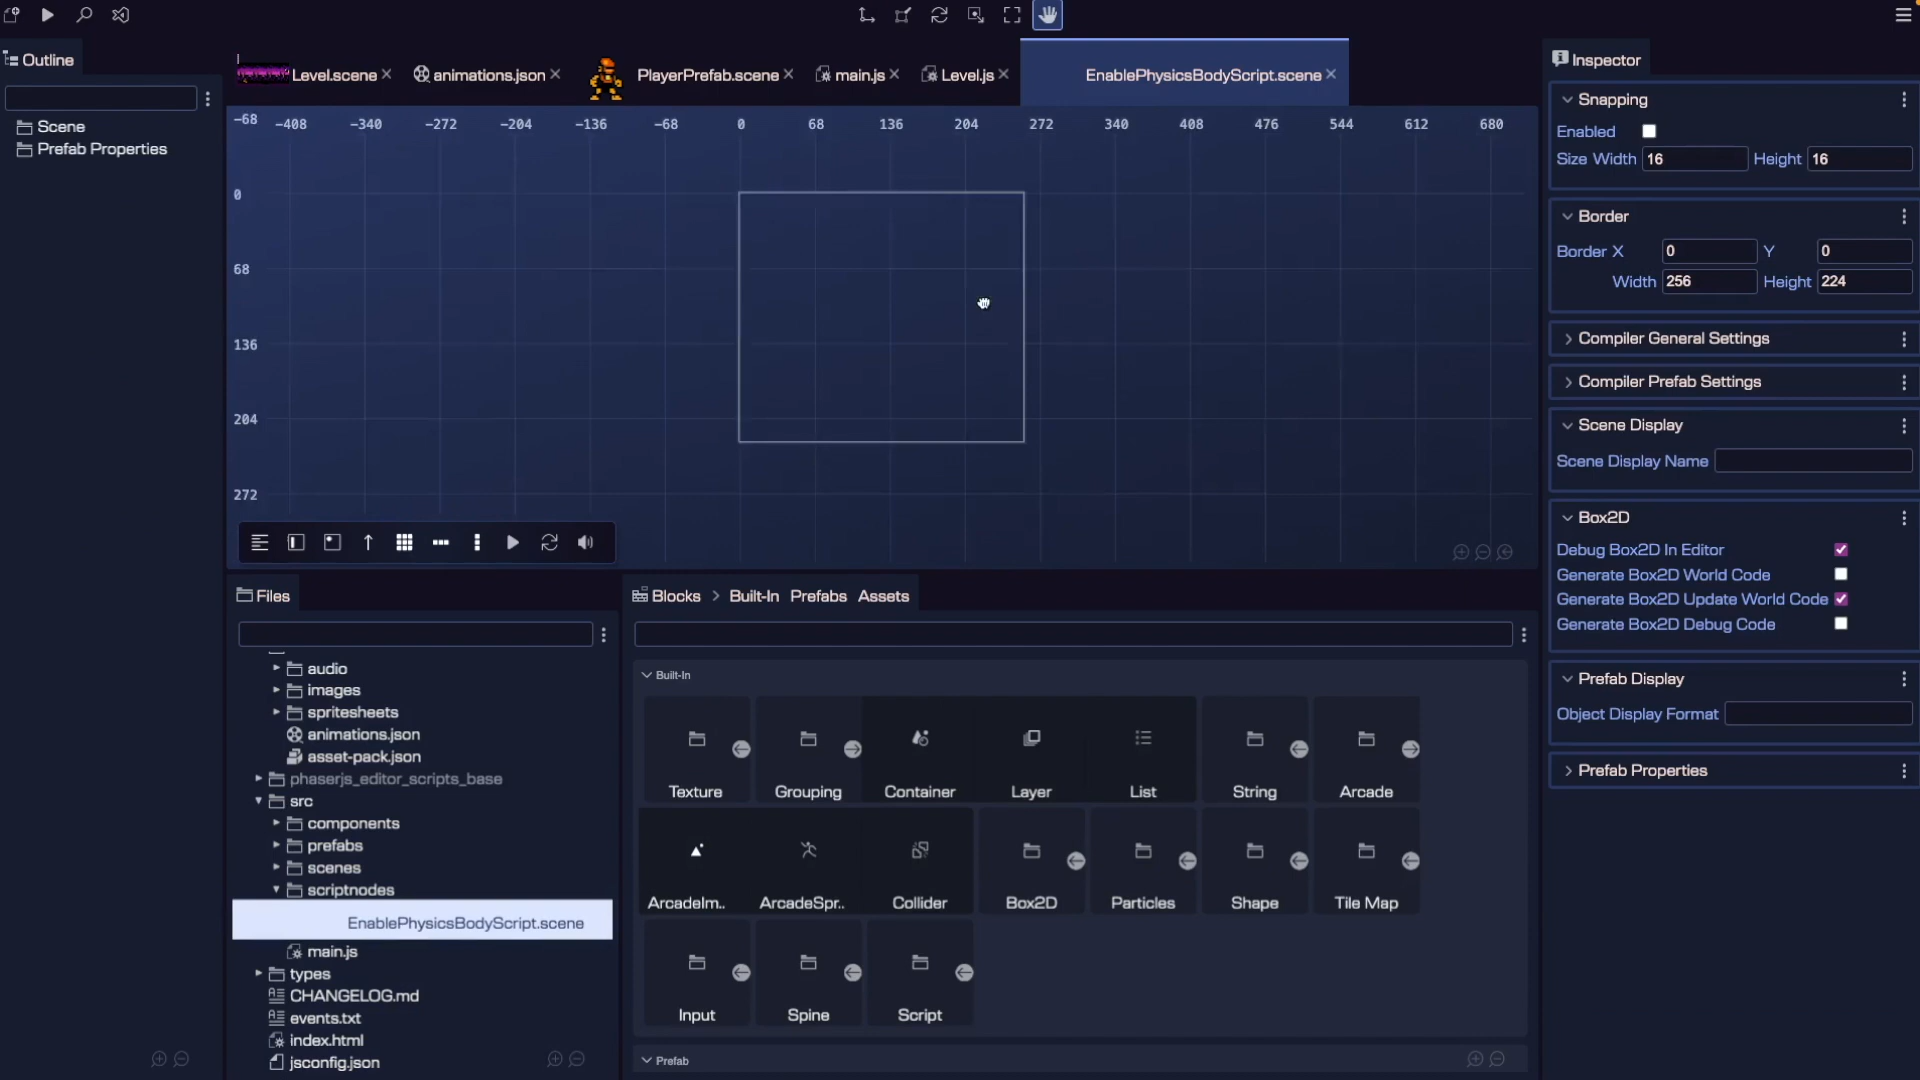 Outline
Scene
Prefab Properties
Level.scene
animations.json
PlayerPrefab.scene
main.js
Level.js
EnablePhysicsBodyScript.scene
-68 -408 -340 -272 -204 -136 -68 0 68 136 204 272 340 408 476 544 612 680
0
68
136
204
272
Files
audio
images
spritesheets
animations.json
asset-pack.json
phaserjs_editor_scripts_base
src
components
prefabs
scenes
scriptnodes
EnablePhysicsBodyScript.scene
main.js
types
CHANGELOG.md
events.txt
index.html
jsconfig.json
Blocks > Built-In Prefabs Assets
Built-In
Texture Grouping Container Layer List String Arcade
ArcadeIm.. ArcadeSpr.. Collider Box2D Particles Shape Tile Map
Input Spine Script
Prefab
Inspector
Snapping
Enabled
Size Width 16 Height 16
Border
Border X 0 Y 0
Width 256 Height 224
Compiler General Settings
Compiler Prefab Settings
Scene Display
Scene Display Name
Box2D
Debug Box2D In Editor
Generate Box2D World Code
Generate Box2D Update World Code
Generate Box2D Debug Code
Prefab Display
Object Display Format
Prefab Properties